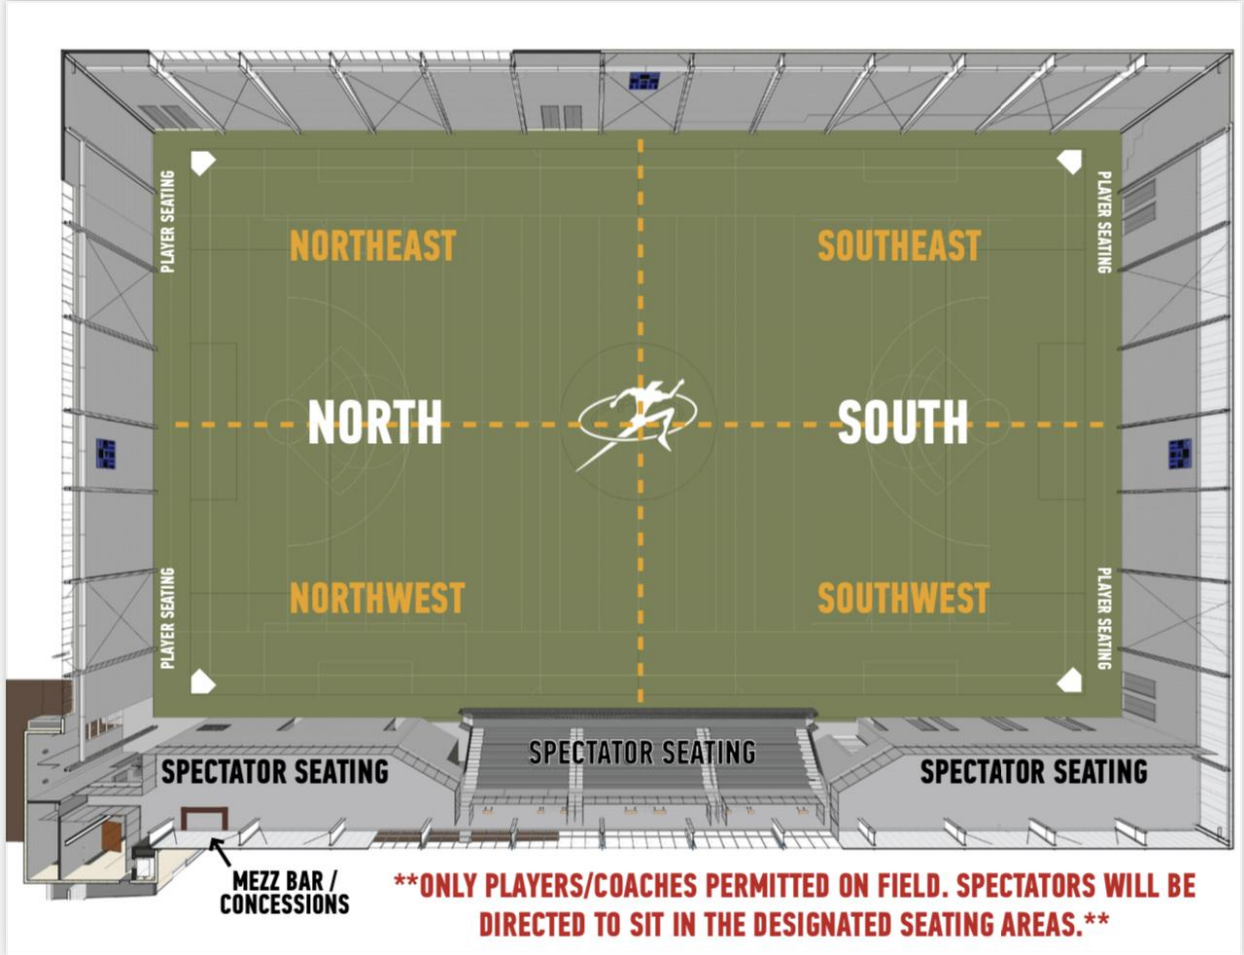 PLAYER SEATING
PLAYER SEATING
NORTHEAST
SOUTHEAST
NORTH
SOUTH
NORTHWEST
SOUTHWEST
PLAYER SEATING
PLAYER SEATING
SPECTATOR SEATING
SPECTATOR SEATING
SPECTATOR SEATING
MEZZ BAR /
CONCESSIONS
**ONLY PLAYERS/COACHES PERMITTED ON FIELD. SPECTATORS WILL BE
DIRECTED TO SIT IN THE DESIGNATED SEATING AREAS.**